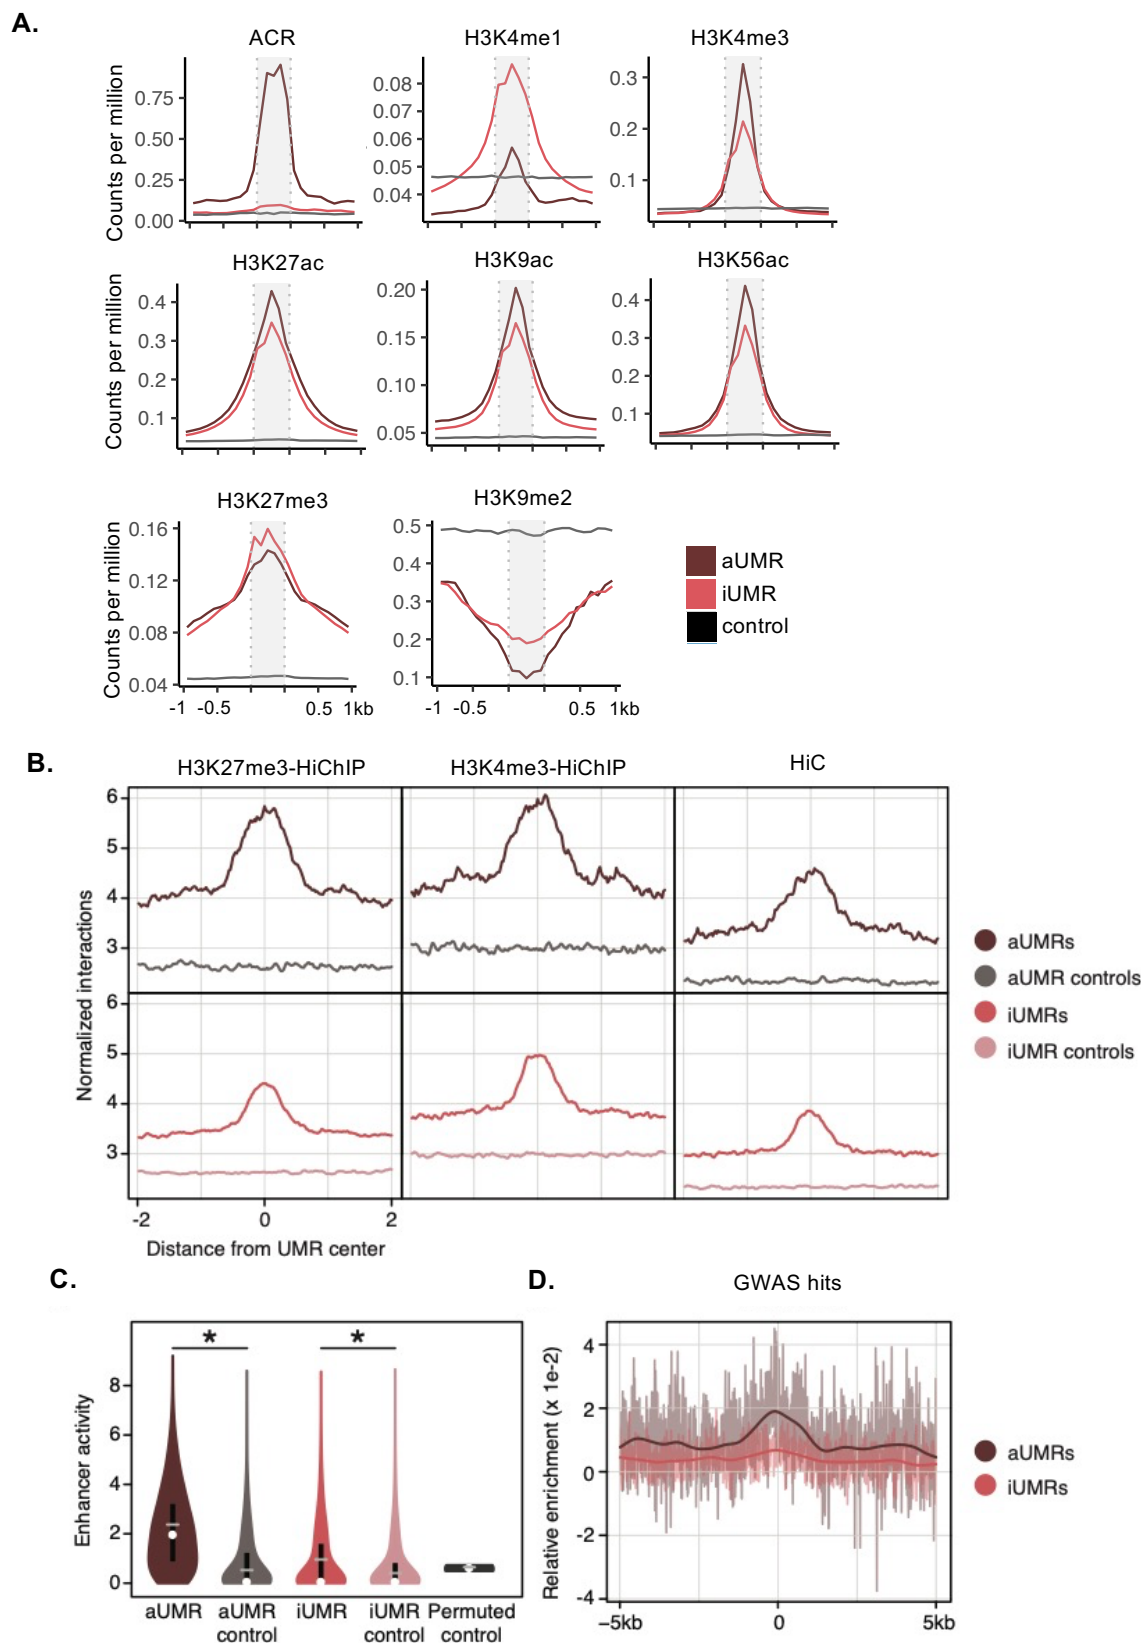 A.
ACR
H3K4me1
H3K4me3
Counts per million
0.75
0.50
0.25
0.00
0.08
0.07
0.06
0.05
0.04
0.3
0.2
0.1
H3K27ac
H3K9ac
H3K56ac
Counts per million
0.4
0.3
0.2
0.1
0.20
0.15
0.10
0.05
0.4
0.3
0.2
0.1
H3K27me3
H3K9me2
Counts per million
0.16
0.12
0.08
0.04
0.5
0.4
0.3
0.2
0.1
-1 -0.5 0.5 1kb
-1 -0.5 0.5 1kb
aUMR
iUMR
control
B.
H3K27me3-HiChIP
H3K4me3-HiChIP
HiC
Normalized interactions
6
5
4
3
6
5
4
3
-2 0 2
Distance from UMR center
aUMRs
aUMR controls
iUMRs
iUMR controls
C.
Enhancer activity
8
6
4
2
0
* *
aUMR aUMR iUMR iUMR Permuted
control control control
D.
GWAS hits
Relative enrichment (x 1e-2)
4
2
0
-2
-4
−5kb 0 5kb
aUMRs
iUMRs